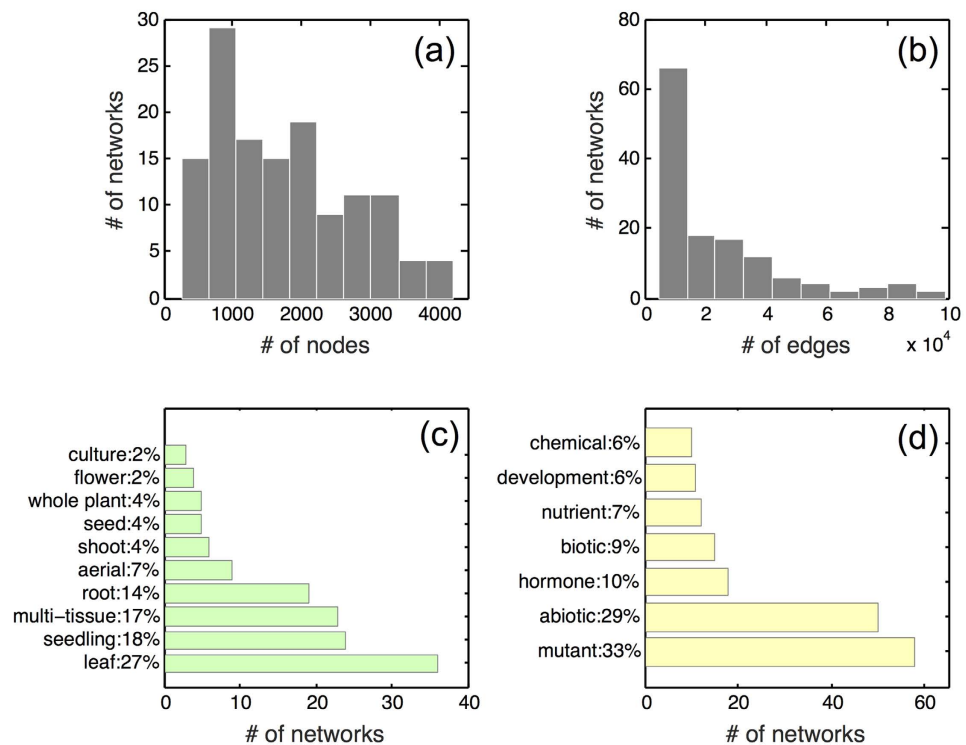 (a)
# of networks
30
25
20
15
10
5
0
0 1000 2000 3000 4000
# of nodes
(b)
# of networks
80
60
40
20
0
0 2 4 6 8 10
# of edges
x 10^4
(c)
culture:2%
flower:2%
whole plant:4%
seed:4%
shoot:4%
aerial:7%
root:14%
multi–tissue:17%
seedling:18%
leaf:27%
0 10 20 30 40
# of networks
(d)
chemical:6%
development:6%
nutrient:7%
biotic:9%
hormone:10%
abiotic:29%
mutant:33%
0 20 40 60
# of networks